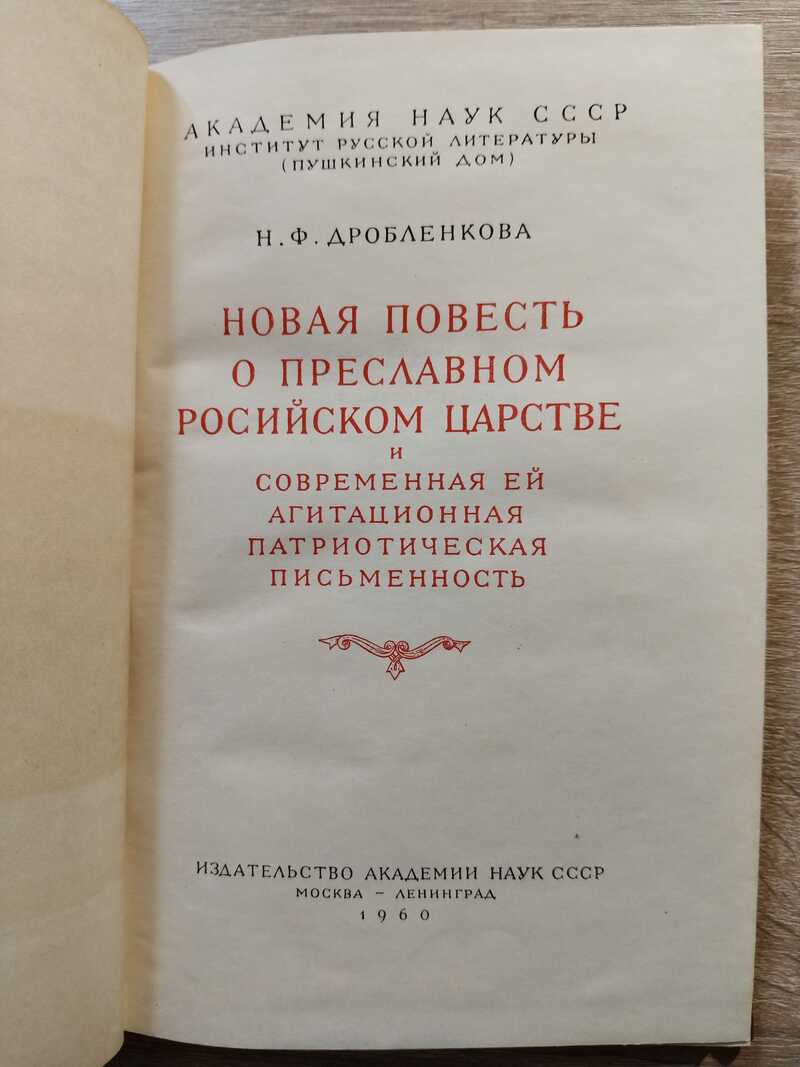 АКАДЕМИЯ НАУК СССР
ИНСТИТУТ РУССКОЙ ЛИТЕРАТУРЫ
(ПУШКИНСКИЙ ДОМ)
Н. Ф. ДРОБЛЕНКОВА
НОВАЯ ПОВЕСТЬ
О ПРЕСЛАВНОМ
РОСИЙСКОМ ЦАРСТВЕ
И
СОВРЕМЕННАЯ ЕЙ
АГИТАЦИОННАЯ
ПАТРИОТИЧЕСКАЯ
ПИСЬМЕННОСТЬ
ИЗДАТЕЛЬСТВО АКАДЕМИИ НАУК СССР
МОСКВА – ЛЕНИНГРАД
1960